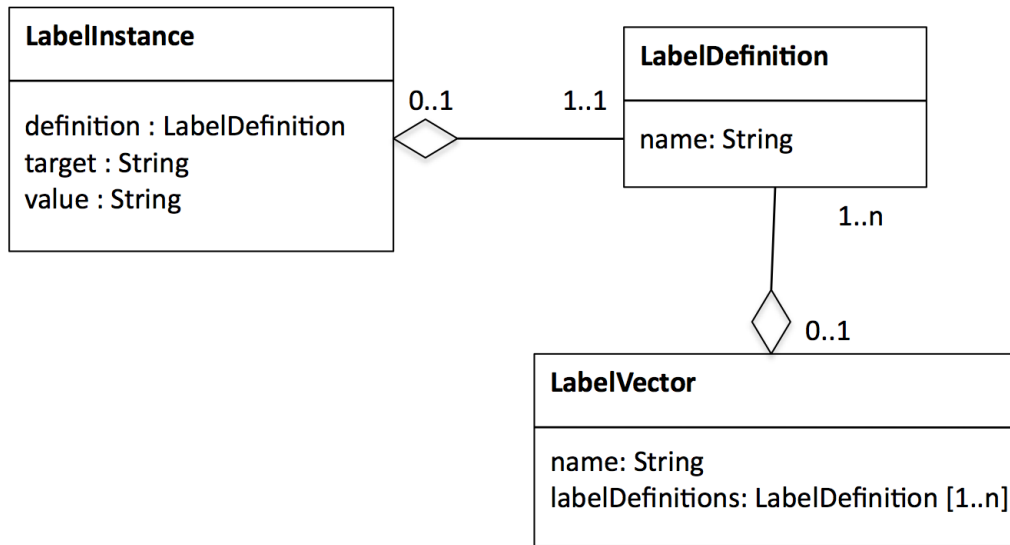 LabelInstance
definition : LabelDefinition
target : String
value : String
0..1
1..1
LabelDefinition
name: String
1..n
0..1
LabelVector
name: String
labelDefinitions: LabelDefinition [1..n]